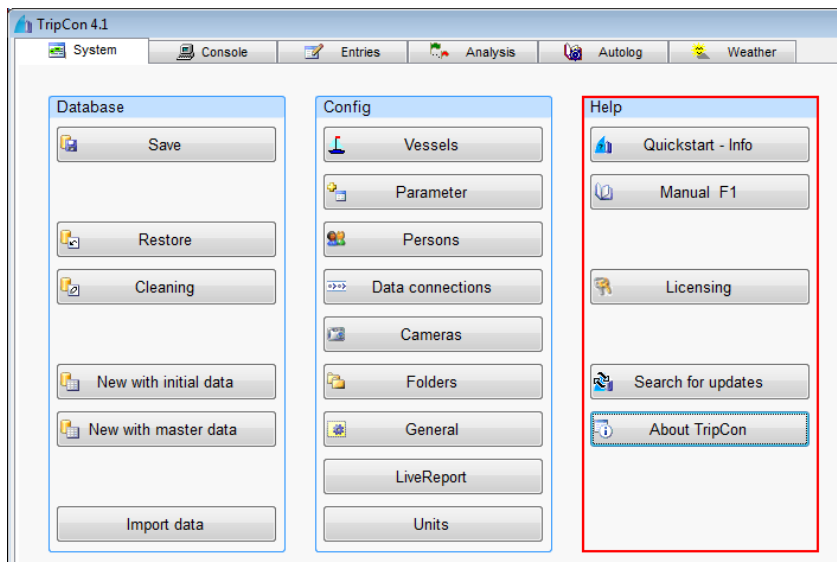 TripCon 4.1
System Console Entries Analysis Autolog Weather
Database
Save
Restore
Cleaning
New with initial data
New with master data
Import data
Config
Vessels
Parameter
Persons
Data connections
Cameras
Folders
General
LiveReport
Units
Help
Quickstart - Info
Manual F1
Licensing
Search for updates
About TripCon